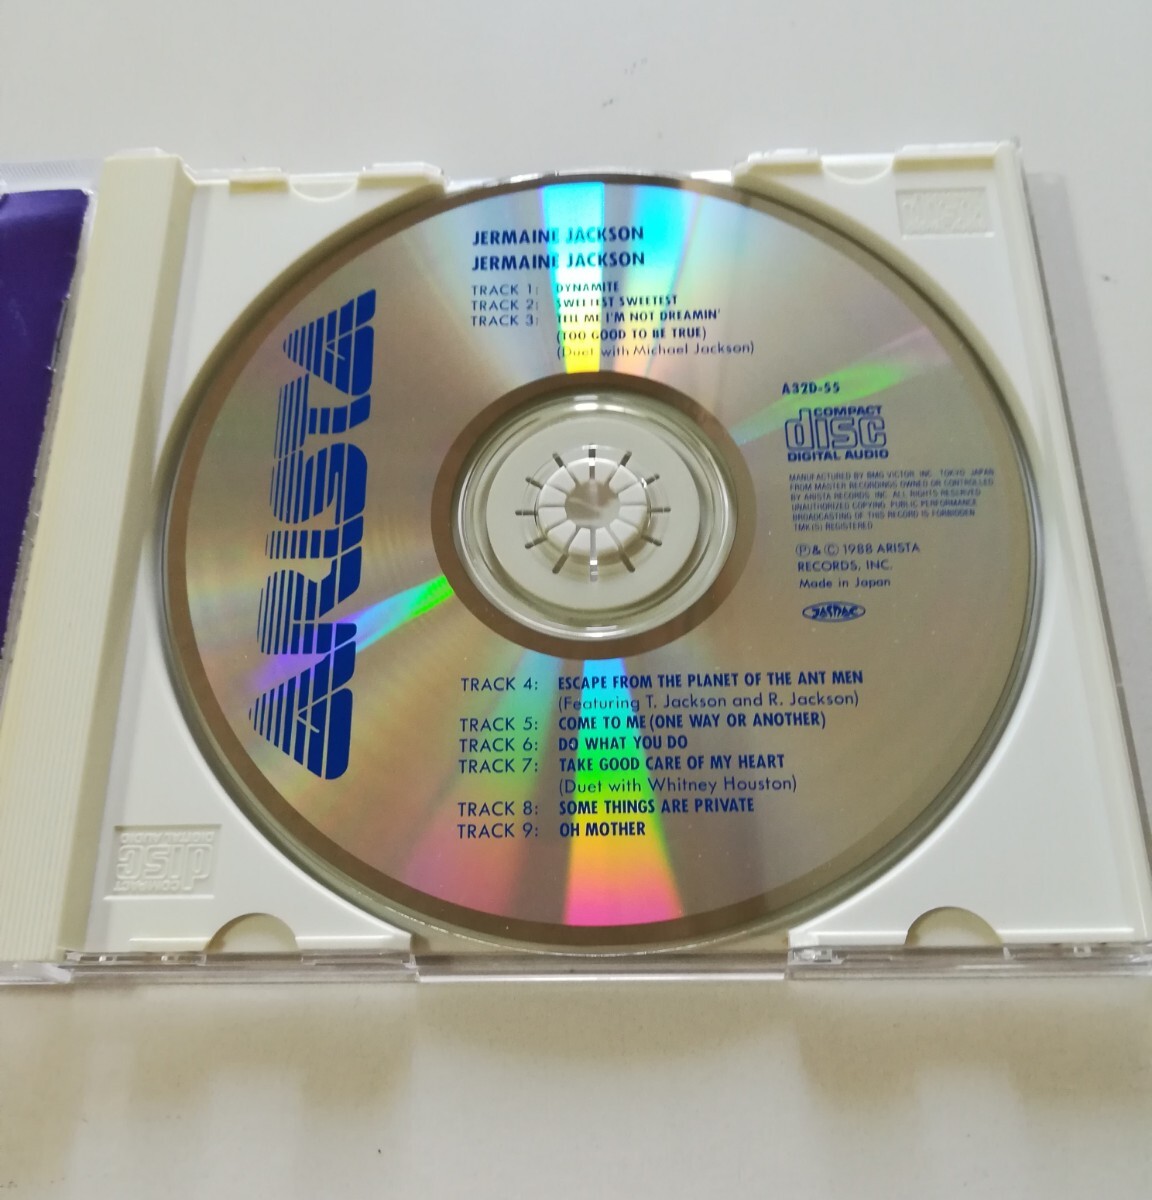 JERMAINE JACKSON
JERMAINE JACKSON
TRACK 1: DYNAMITE
TRACK 2: SWEETEST SWEETEST
TRACK 3: TELL ME I'M NOT DREAMIN'
(TOO GOOD TO BE TRUE)
(Duet with Michael Jackson)
ARISTA
A32D-55
COMPACT
disc
DIGITAL AUDIO
MANUFACTURED BY BMG VICTOR INC. TOKYO JAPAN
FROM MASTER RECORDINGS OWNED OR CONTROLLED
BY ARISTA RECORDS, INC. ALL RIGHTS RESERVED
UNAUTHORIZED COPYING, PUBLIC PERFORMANCE
BROADCASTING OF THIS RECORD IS FORBIDDEN
TMK(S) REGISTERED
Ⓟ & Ⓒ 1988 ARISTA
RECORDS, INC.
Made in Japan
JASRAC
TRACK 4: ESCAPE FROM THE PLANET OF THE ANT MEN
(Featuring T. Jackson and R. Jackson)
TRACK 5: COME TO ME (ONE WAY OR ANOTHER)
TRACK 6: DO WHAT YOU DO
TRACK 7: TAKE GOOD CARE OF MY HEART
(Duet with Whitney Houston)
TRACK 8: SOME THINGS ARE PRIVATE
TRACK 9: OH MOTHER
COMPACT
disc
DIGITAL AUDIO